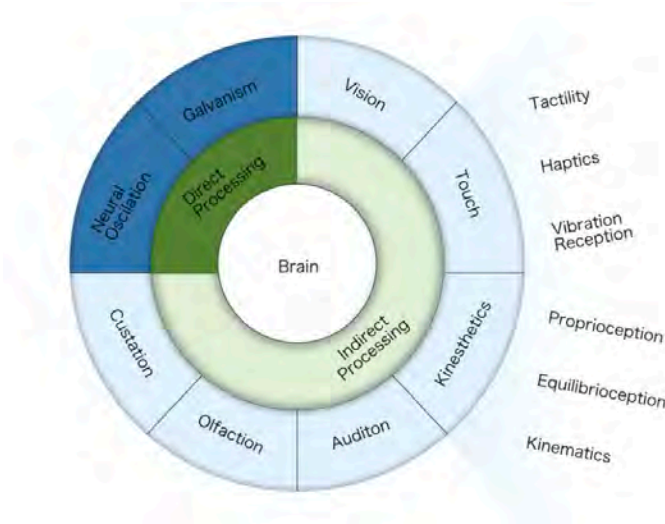 Galvanism
Vision
Tactility
Haptics
Touch
Vibration
Reception
Direct
Processing
Neural
Oscilation
Brain
Indirect
Processing
Kinesthetics
Proprioception
Equilibrioception
Kinematics
Custation
Olfaction
Auditon